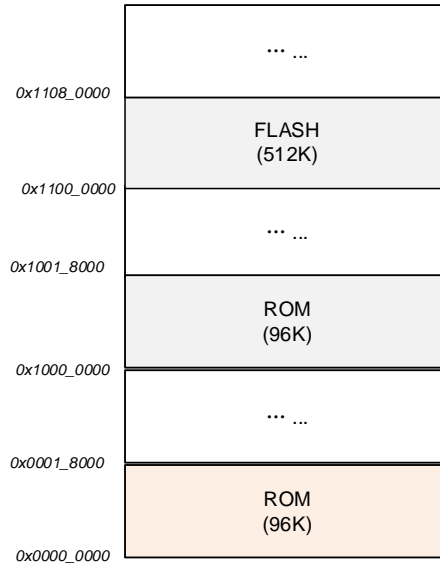 ... ...
0x1108_0000
FLASH
(512K)
0x1100_0000
... ...
0x1001_8000
ROM
(96K)
0x1000_0000
... ...
0x0001_8000
ROM
(96K)
0x0000_0000